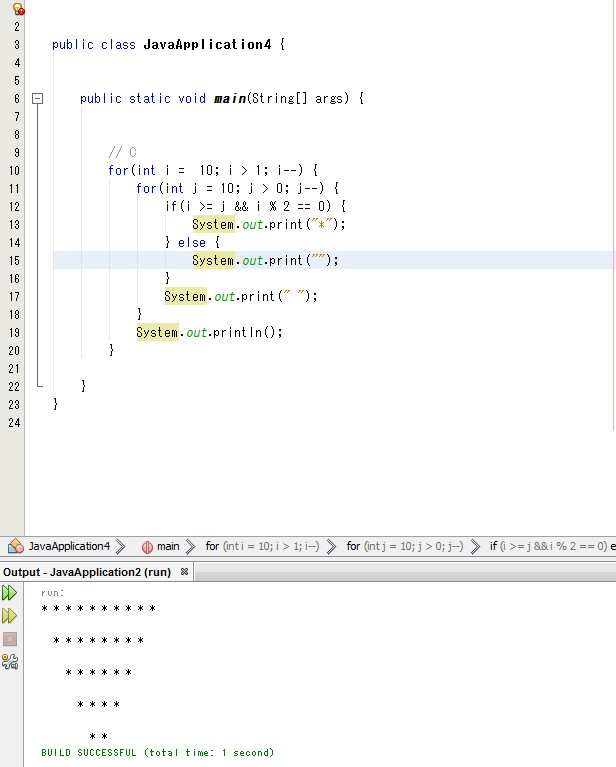 2
3 public class JavaApplication4 {
4
5
6 public static void main(String[] args) {
7
8
9 // C
10 for(int i =  10; i > 1; i--) {
11 for(int j = 10; j > 0; j--) {
12 if(i >= j && i % 2 == 0) {
13 System.out.print("*");
14 } else {
15 System.out.print("");
16 }
17 System.out.print(" ");
18 }
19 System.out.println();
20 }
21
22 }
23 }
24
JavaApplication4 main for (int i = 10; i > 1; i--) for (int j = 10; j > 0; j--) if (i >= j && i % 2 == 0) e
Output - JavaApplication2 (run)
run:
* * * * * * * * * *
* * * * * * * *
* * * * * *
* * * *
* *
BUILD SUCCESSFUL (total time: 1 second)